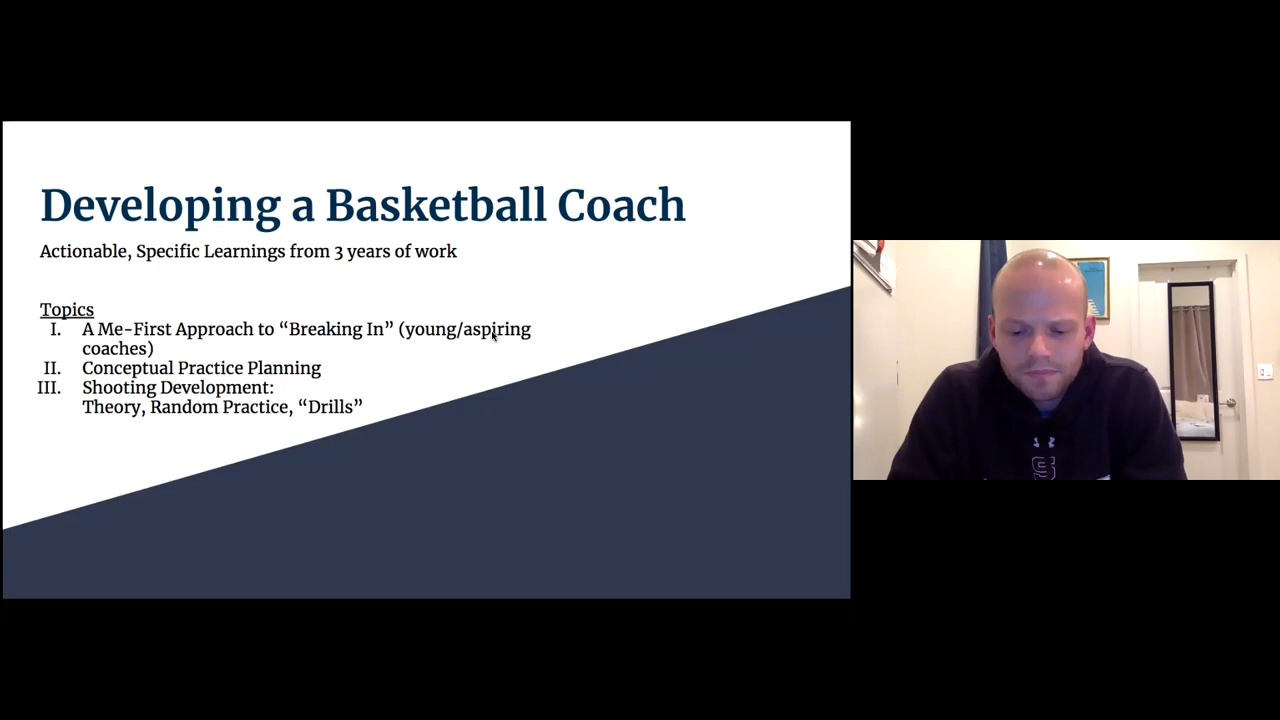 Developing a Basketball Coach
Actionable, Specific Learnings from 3 years of work
Topics
I. A Me-First Approach to “Breaking In” (young/aspiring
coaches)
II. Conceptual Practice Planning
III. Shooting Development:
Theory, Random Practice, “Drills”
S